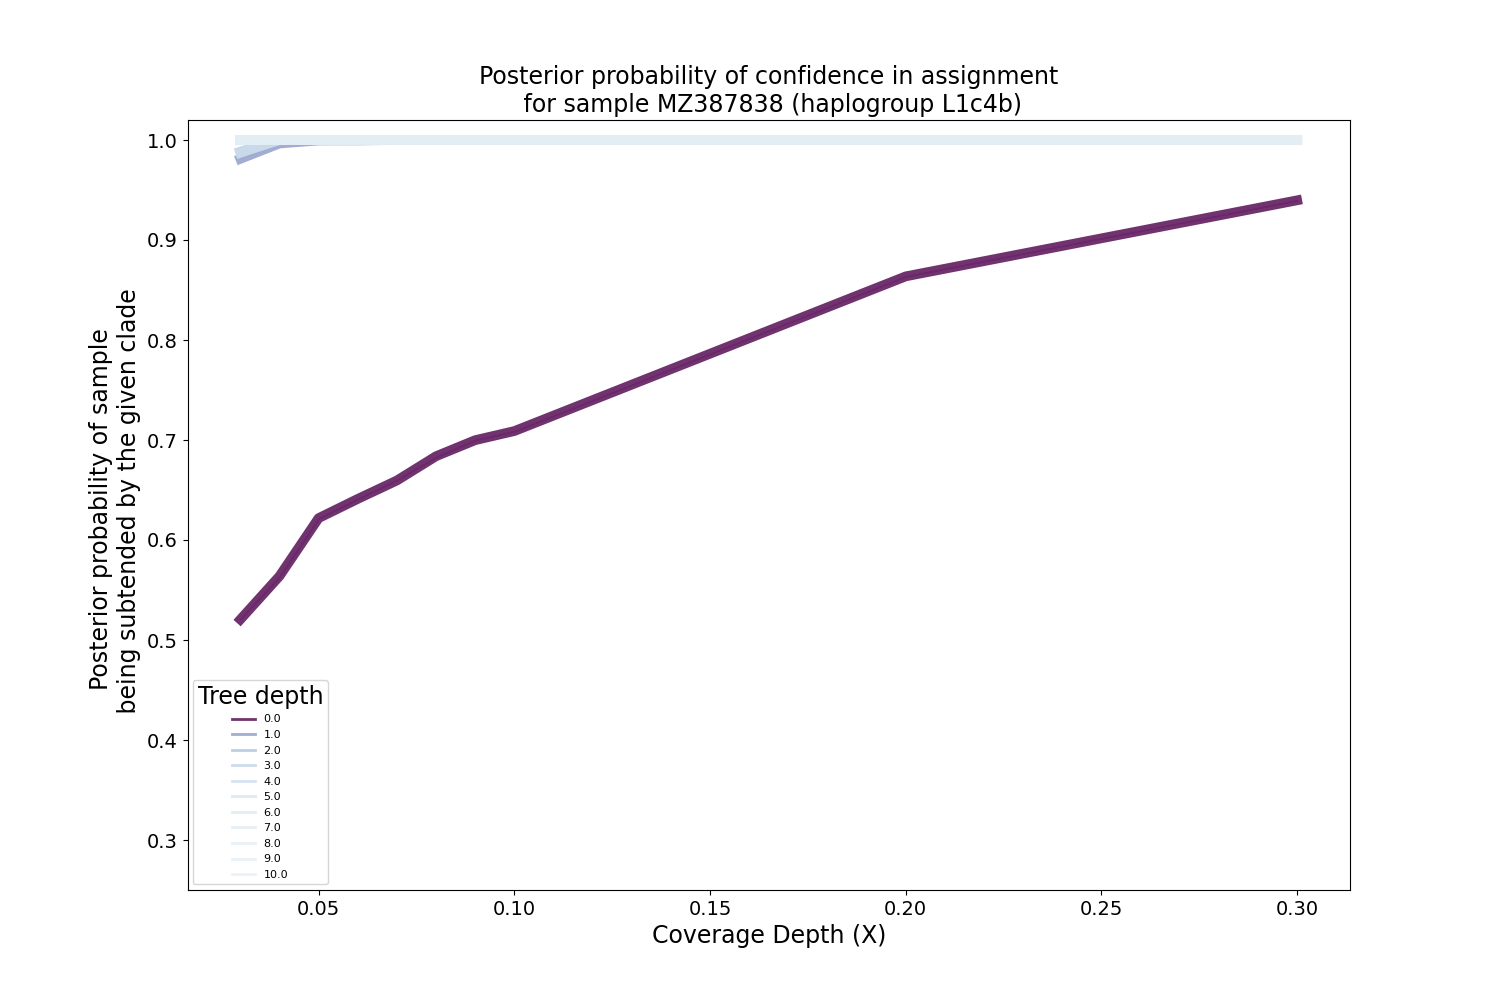 Posterior probability of confidence in assignment
for sample MZ387838 (haplogroup L1c4b)
1.0
0.9
0.8
0.7
0.6
0.5
0.4
0.3
Posterior probability of sample
being subtended by the given clade
Tree depth
0.0
1.0
2.0
3.0
4.0
5.0
6.0
7.0
8.0
9.0
10.0
0.05 0.10 0.15 0.20 0.25 0.30
Coverage Depth (X)